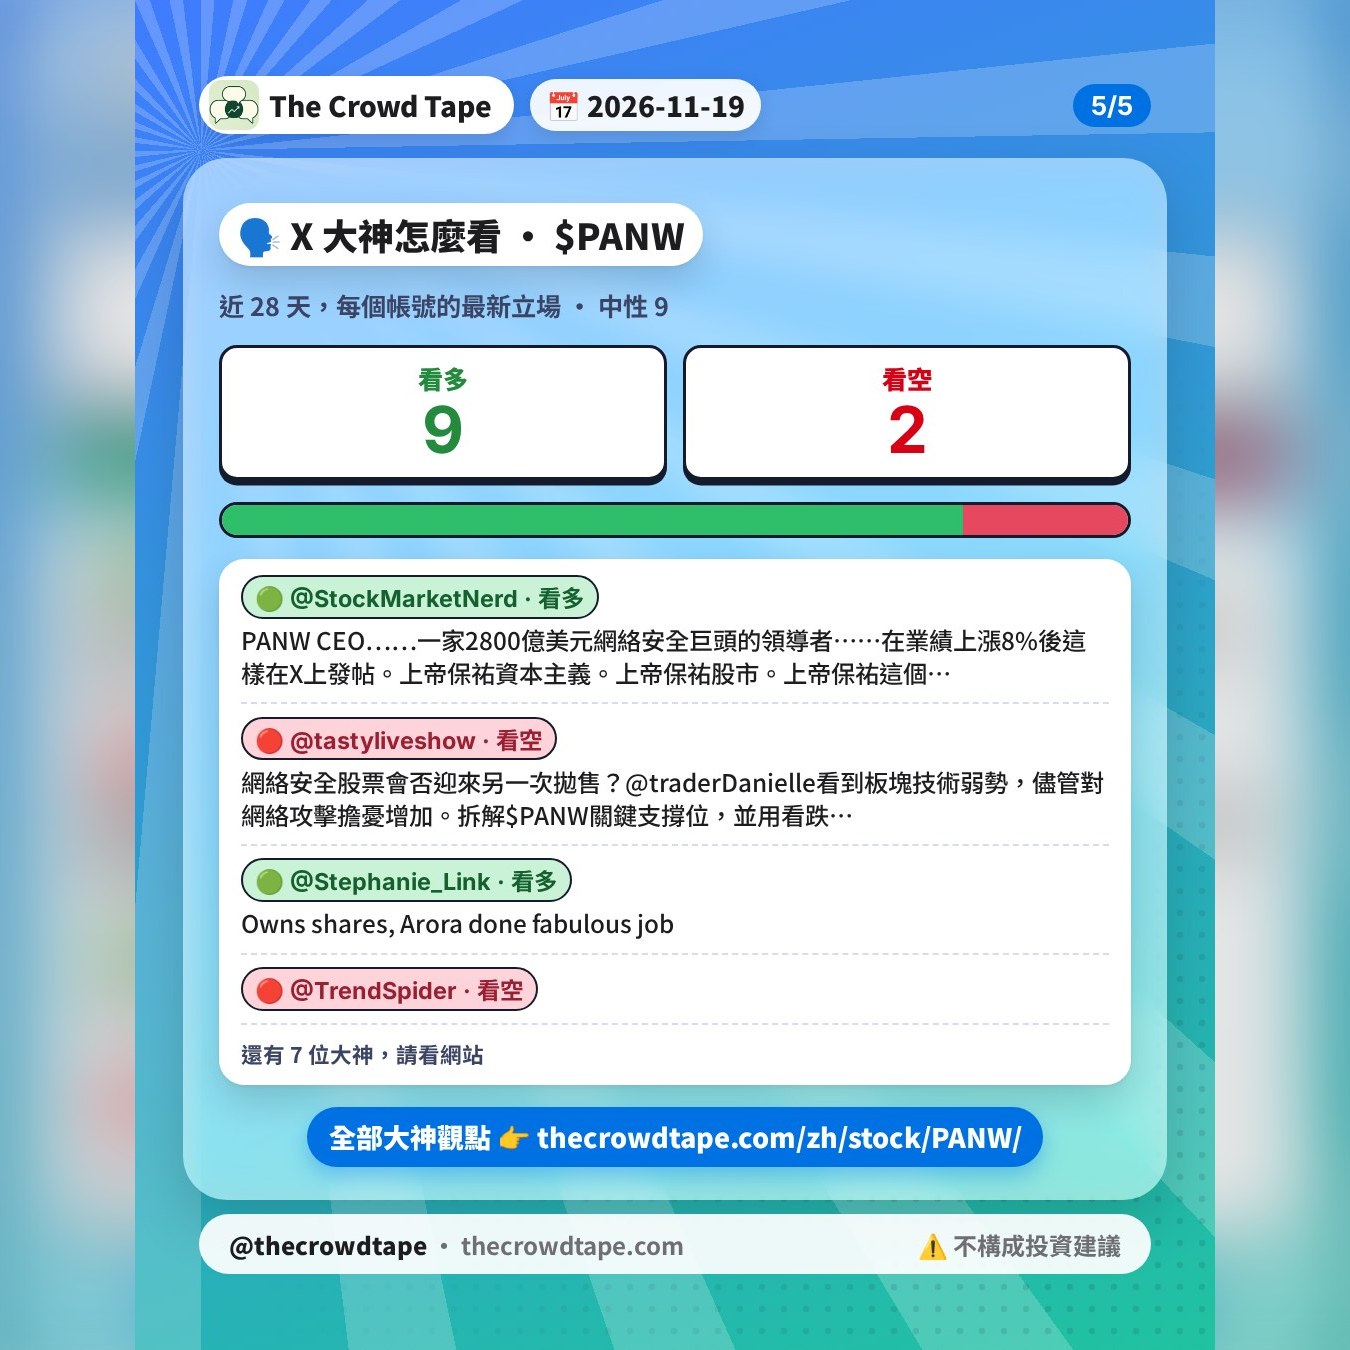 The Crowd Tape
2026-11-19
5/5
X 大神怎麼看 • $PANW
近 28 天，每個帳號的最新立場 • 中性 9
看多
9
看空
2
@StockMarketNerd · 看多
PANW CEO……一家2800億美元網絡安全巨頭的領導者……在業績上漲8%後這
樣在X上發帖。上帝保祐資本主義。上帝保祐股市。上帝保祐這個…
@tastyliveshow · 看空
網絡安全股票會否迎來另一次拋售？@traderDanielle看到板塊技術弱勢，儘管對
網絡攻擊擔憂增加。拆解$PANW關鍵支撐位，並用看跌…
@Stephanie_Link · 看多
Owns shares, Arora done fabulous job
@TrendSpider · 看空
還有 7 位大神，請看網站
全部大神觀點 👉 thecrowdtape.com/zh/stock/PANW/
@thecrowdtape • thecrowdtape.com
⚠️ 不構成投資建議